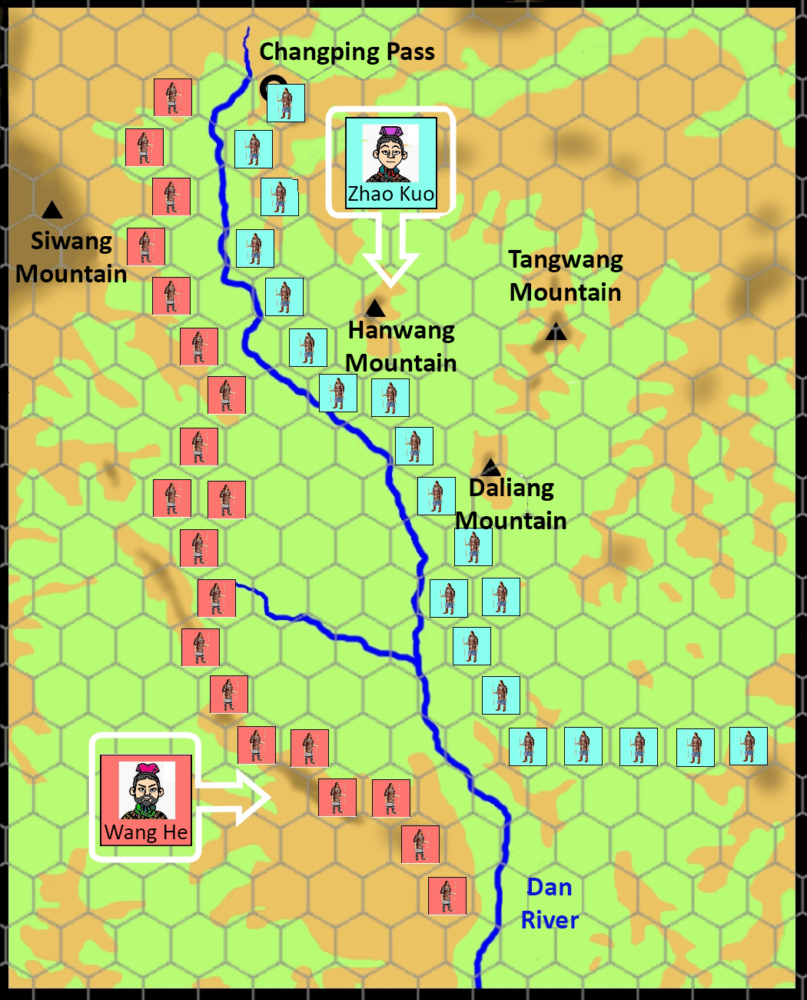 Changping Pass
Zhao Kuo
Siwang
Mountain
Tangwang
Mountain
Hanwang
Mountain
Daliang
Mountain
Wang He
Dan
River